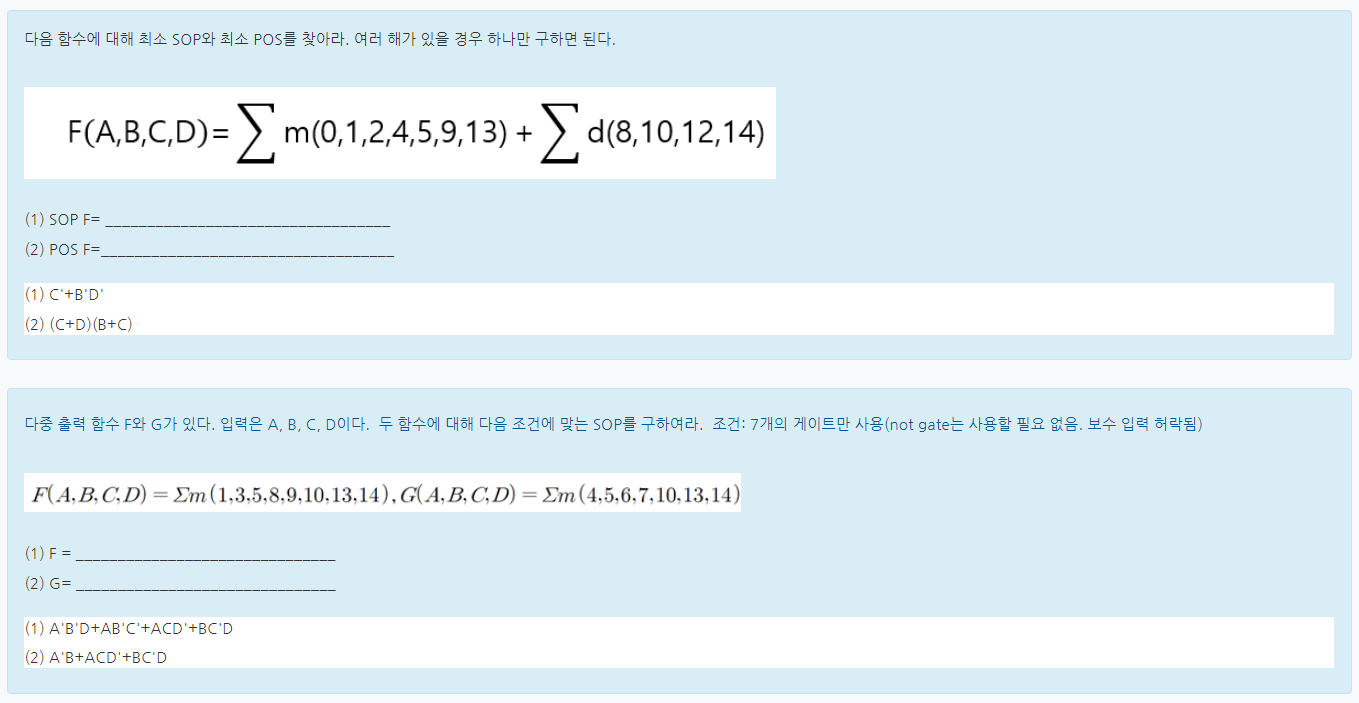 다음 함수에 대해 최소 SOP와 최소 POS를 찾아라. 여러 해가 있을 경우 하나만 구하면 된다.
F(A,B,C,D)=∑m(0,1,2,4,5,9,13) + ∑d(8,10,12,14)
(1) SOP F= ___________________________________
(2) POS F=____________________________________
(1) C'+B'D'
(2) (C+D)(B+C)
다중 출력 함수 F와 G가 있다. 입력은 A, B, C, D이다. 두 함수에 대해 다음 조건에 맞는 SOP를 구하여라. 조건: 7개의 게이트만 사용(not gate는 사용할 필요 없음. 보수 입력 허락됨)
F(A,B,C,D)=Σm(1,3,5,8,9,10,13,14), G(A,B,C,D)=Σm(4,5,6,7,10,13,14)
(1) F = ________________________________
(2) G= ________________________________
(1) A'B'D+AB'C'+ACD'+BC'D
(2) A'B+ACD'+BC'D